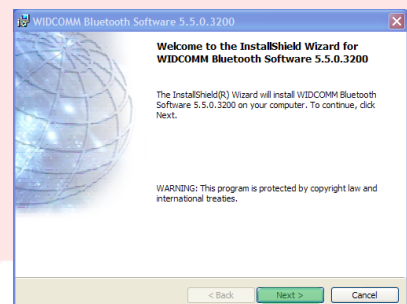 WIDCOMM Bluetooth Software 5.5.0.3200
Welcome to the InstallShield Wizard for
WIDCOMM Bluetooth Software 5.5.0.3200
The InstallShield(R) Wizard will install WIDCOMM Bluetooth
Software 5.5.0.3200 on your computer. To continue, click
Next.
WARNING: This program is protected by copyright law and
international treaties.
< Back Next > Cancel